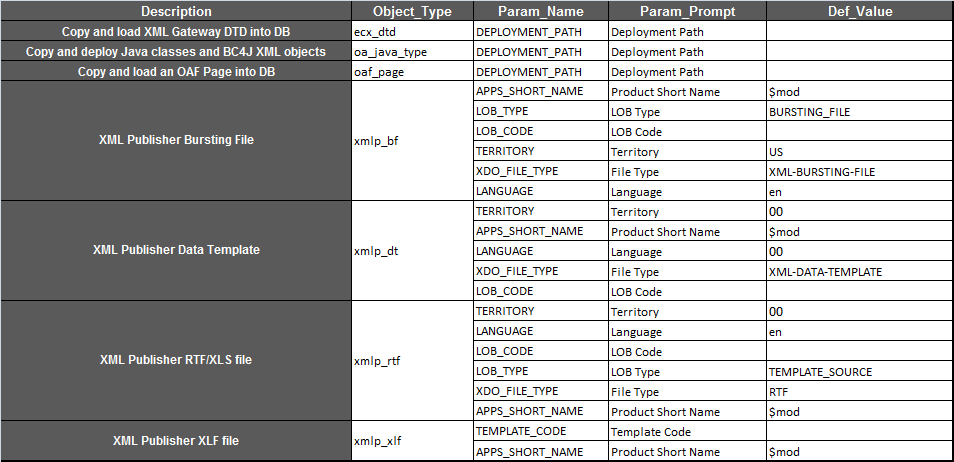 Description Object_Type Param_Name Param_Prompt Def_Value
Copy and load XML Gateway DTD into DB ecx_dtd DEPLOYMENT_PATH Deployment Path
Copy and deploy Java classes and BC4J XML objects oa_java_type DEPLOYMENT_PATH Deployment Path
Copy and load an OAF Page into DB oaf_page DEPLOYMENT_PATH Deployment Path
XML Publisher Bursting File xmlp_bf APPS_SHORT_NAME Product Short Name $mod
LOB_TYPE LOB Type BURSTING_FILE
LOB_CODE LOB Code
TERRITORY Territory US
XDO_FILE_TYPE File Type XML-BURSTING-FILE
LANGUAGE Language en
XML Publisher Data Template xmlp_dt TERRITORY Territory 00
APPS_SHORT_NAME Product Short Name $mod
LANGUAGE Language 00
XDO_FILE_TYPE File Type XML-DATA-TEMPLATE
LOB_CODE LOB Code
XML Publisher RTF/XLS file xmlp_rtf TERRITORY Territory 00
LANGUAGE Language en
LOB_CODE LOB Code
LOB_TYPE LOB Type TEMPLATE_SOURCE
XDO_FILE_TYPE File Type RTF
APPS_SHORT_NAME Product Short Name $mod
XML Publisher XLF file xmlp_xlf TEMPLATE_CODE Template Code
APPS_SHORT_NAME Product Short Name $mod